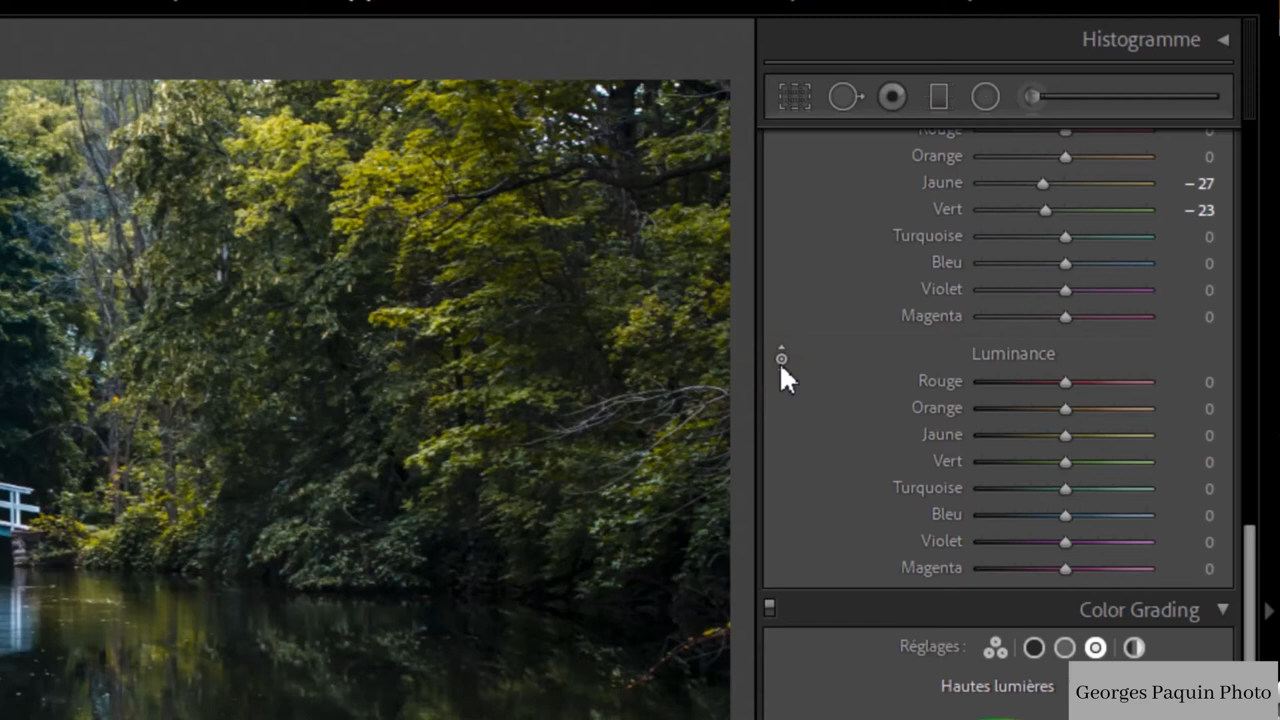 Histogramme
Rouge 0
Orange 0
Jaune – 27
Vert – 23
Turquoise 0
Bleu 0
Violet 0
Magenta 0
Luminance
Rouge 0
Orange 0
Jaune 0
Vert 0
Turquoise 0
Bleu 0
Violet 0
Magenta 0
Color Grading
Réglages :
Hautes lumières
Georges Paquin Photo